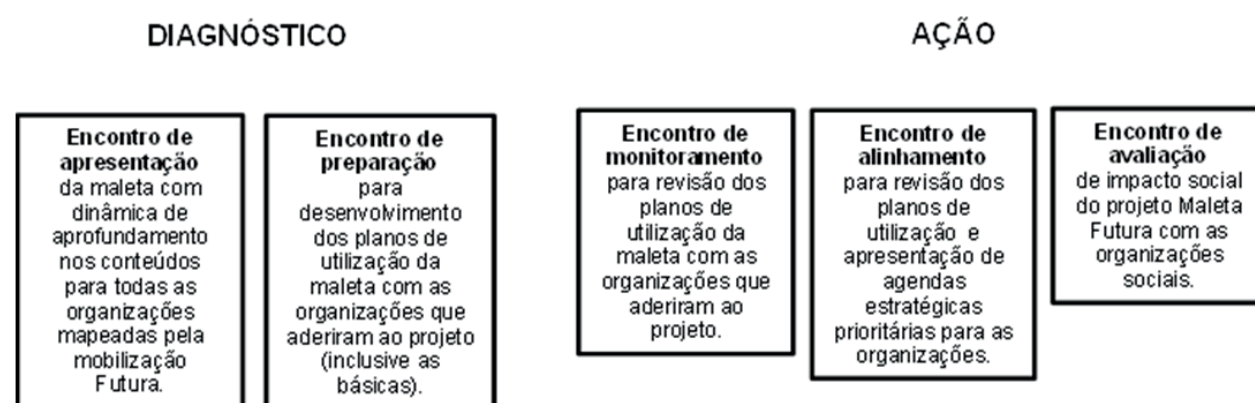 DIAGNÓSTICO
AÇÃO
Encontro de
apresentação
da maleta com
dinâmica de
aprofundamento
nos conteúdos
para todas as
organizações
mapeadas pela
mobilização
Futura.
Encontro de
preparação
para
desenvolvimento
dos planos de
utilização da
maleta com as
organizações que
aderiram ao projeto
(inclusive as
básicas).
Encontro de
monitoramento
para revisão dos
planos de
utilização da
maleta com as
organizações que
aderiram ao
projeto.
Encontro de
alinhamento
para revisão dos
planos de
utilização e
apresentação de
agendas
estratégicas
prioritárias para as
organizações.
Encontro de
avaliação
de impacto social
do projeto Maleta
Futura com as
organizações
sociais.